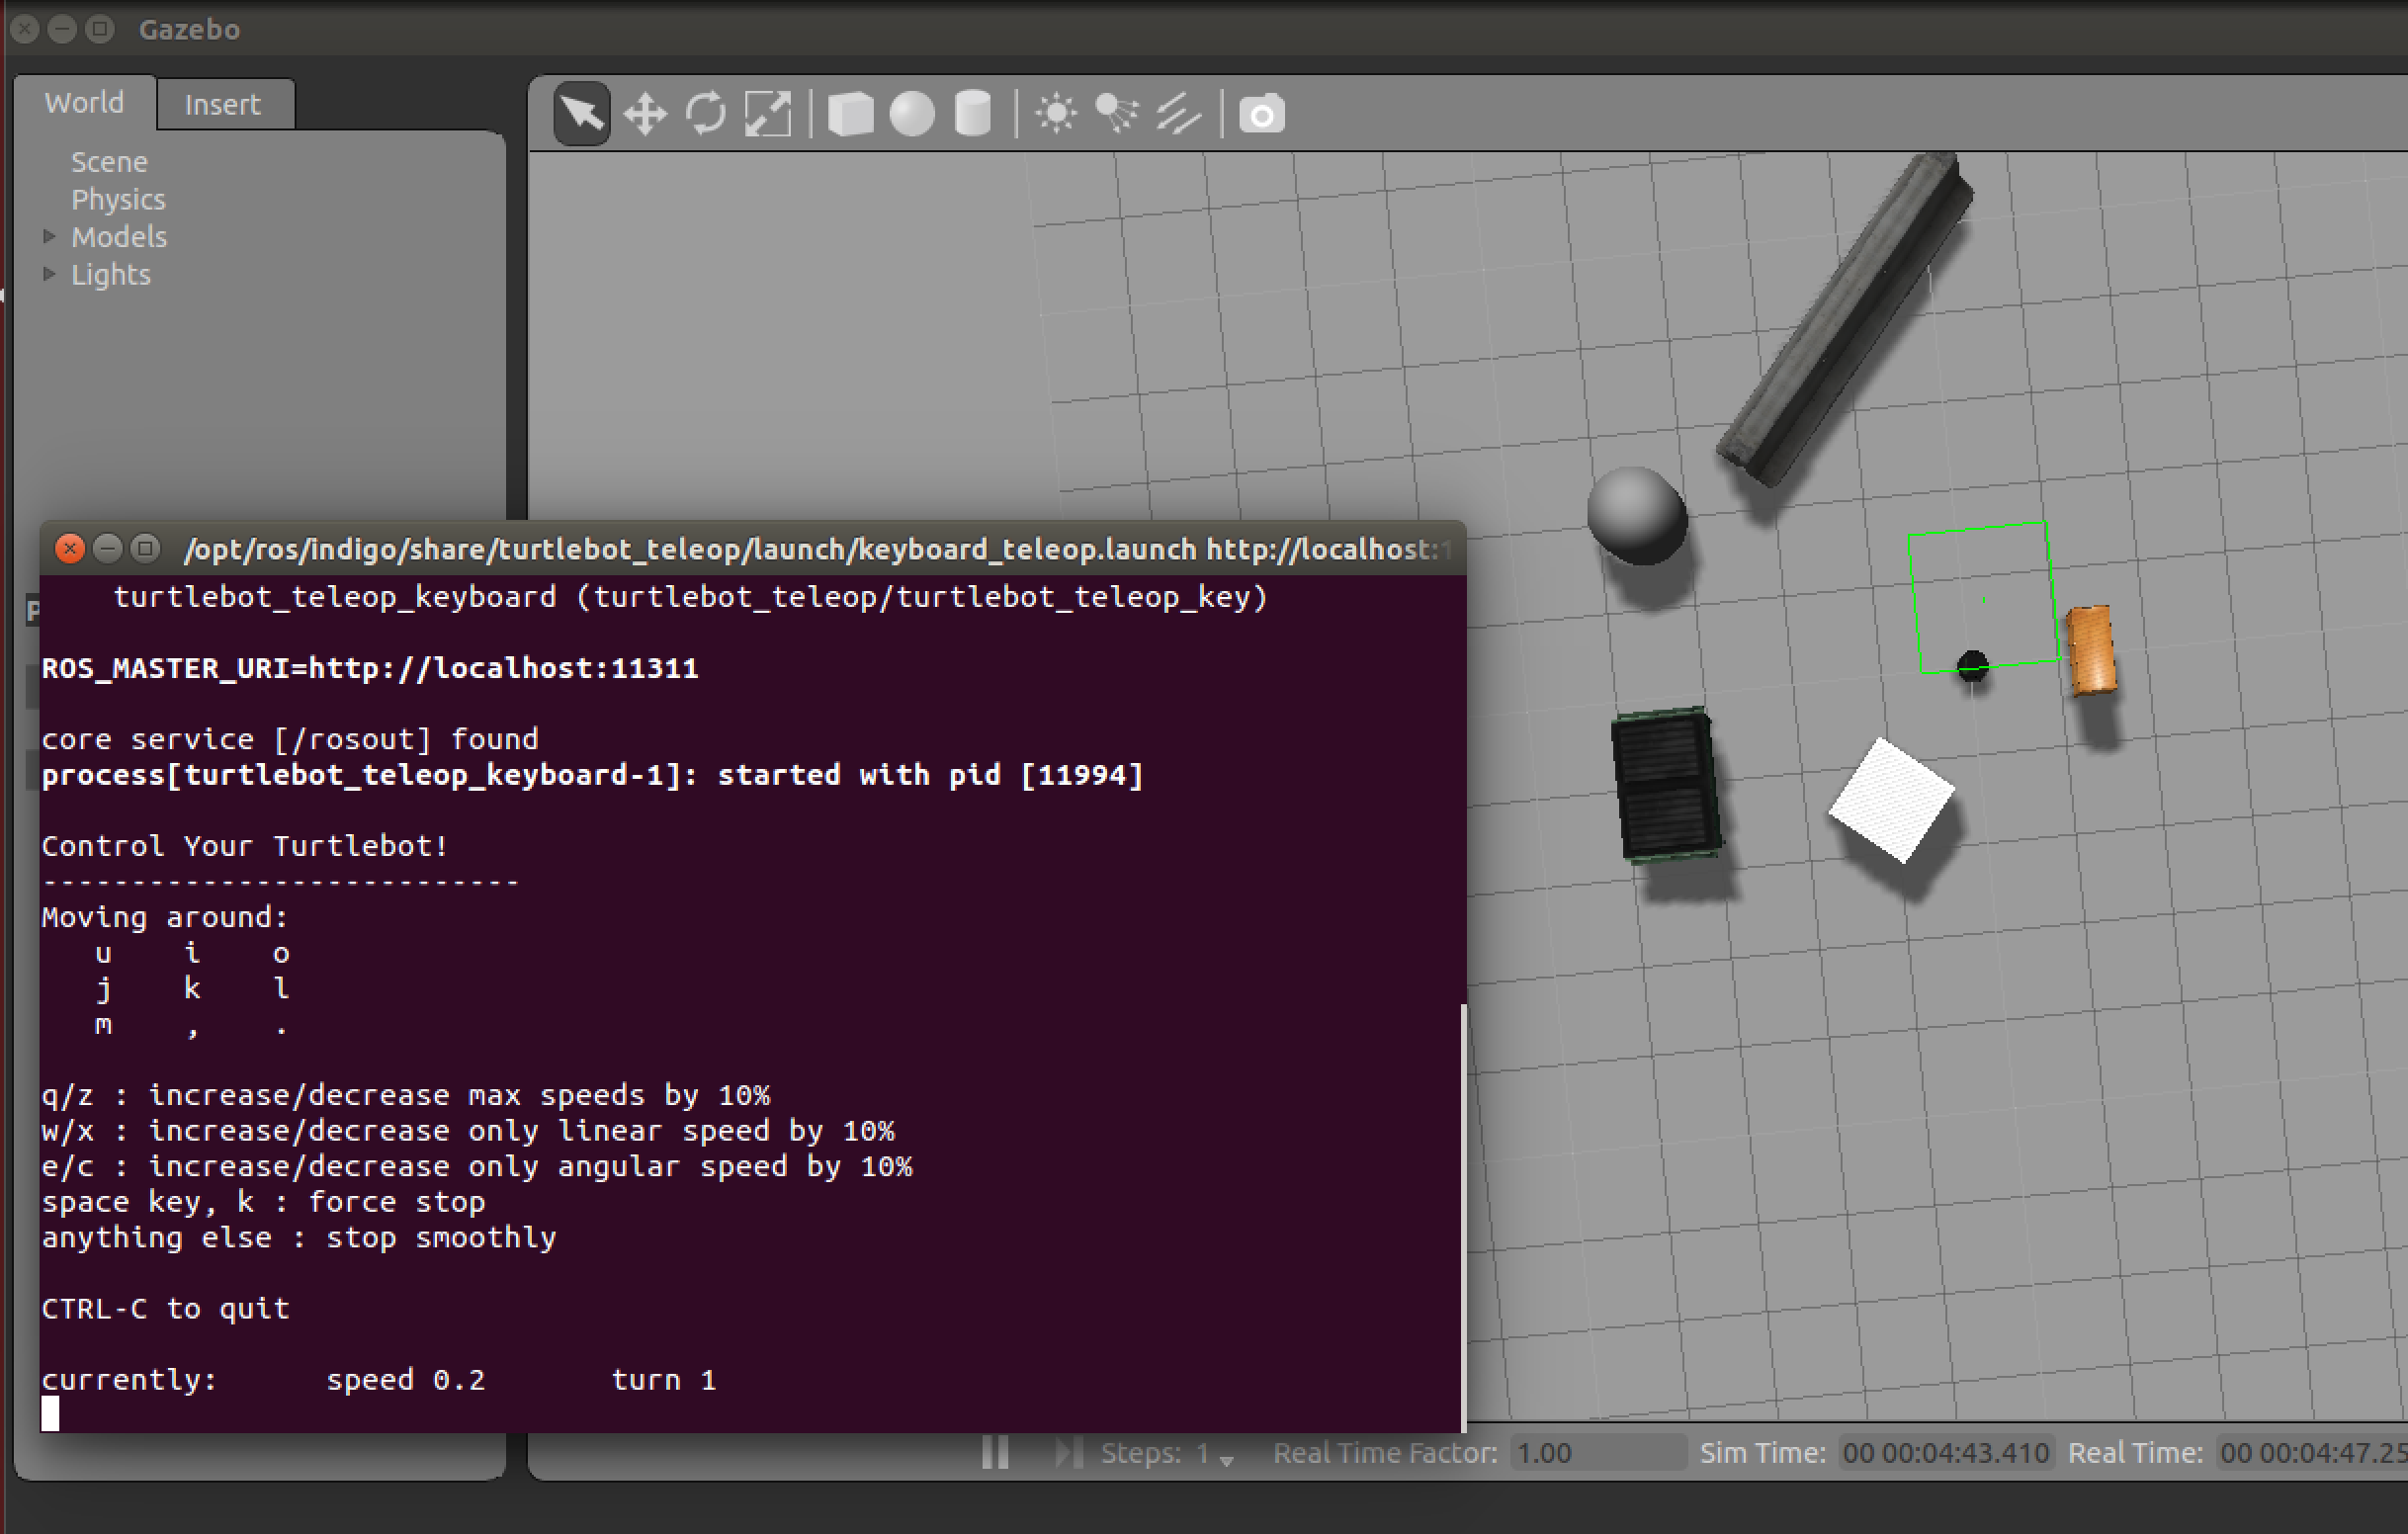 Gazebo
World Insert
Scene
Physics
Models
Lights
/opt/ros/indigo/share/turtlebot_teleop/launch/keyboard_teleop.launch http://localhost:1
turtlebot_teleop_keyboard (turtlebot_teleop/turtlebot_teleop_key)
ROS_MASTER_URI=http://localhost:11311
core service [/rosout] found
process[turtlebot_teleop_keyboard-1]: started with pid [11994]
Control Your Turtlebot!
---------------------------
Moving around:
u i o
j k l
m , .
q/z : increase/decrease max speeds by 10%
w/x : increase/decrease only linear speed by 10%
e/c : increase/decrease only angular speed by 10%
space key, k : force stop
anything else : stop smoothly
CTRL-C to quit
currently: speed 0.2 turn 1
Steps: 1 Real Time Factor: 1.00 Sim Time: 00 00:04:43.410 Real Time: 00 00:04:47.25